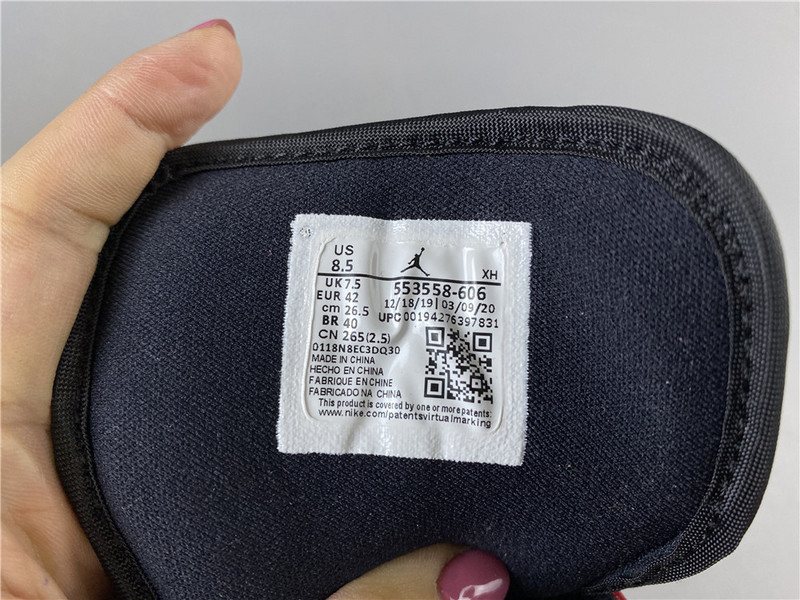 US
8.5
XH
UK 7.5
553558-606
EUR 42
12/18/19 | 03/09/20
cm 26.5
UPC 00194276397831
BR 40
CN 265(2.5)
0118N8EC3DQ30
MADE IN CHINA
HECHO EN CHINA
FABRIQUE EN CHINE
FABRICADO NA CHINA
This product is covered by one or more patents:
www.nike.com/patentsvirtualmarking